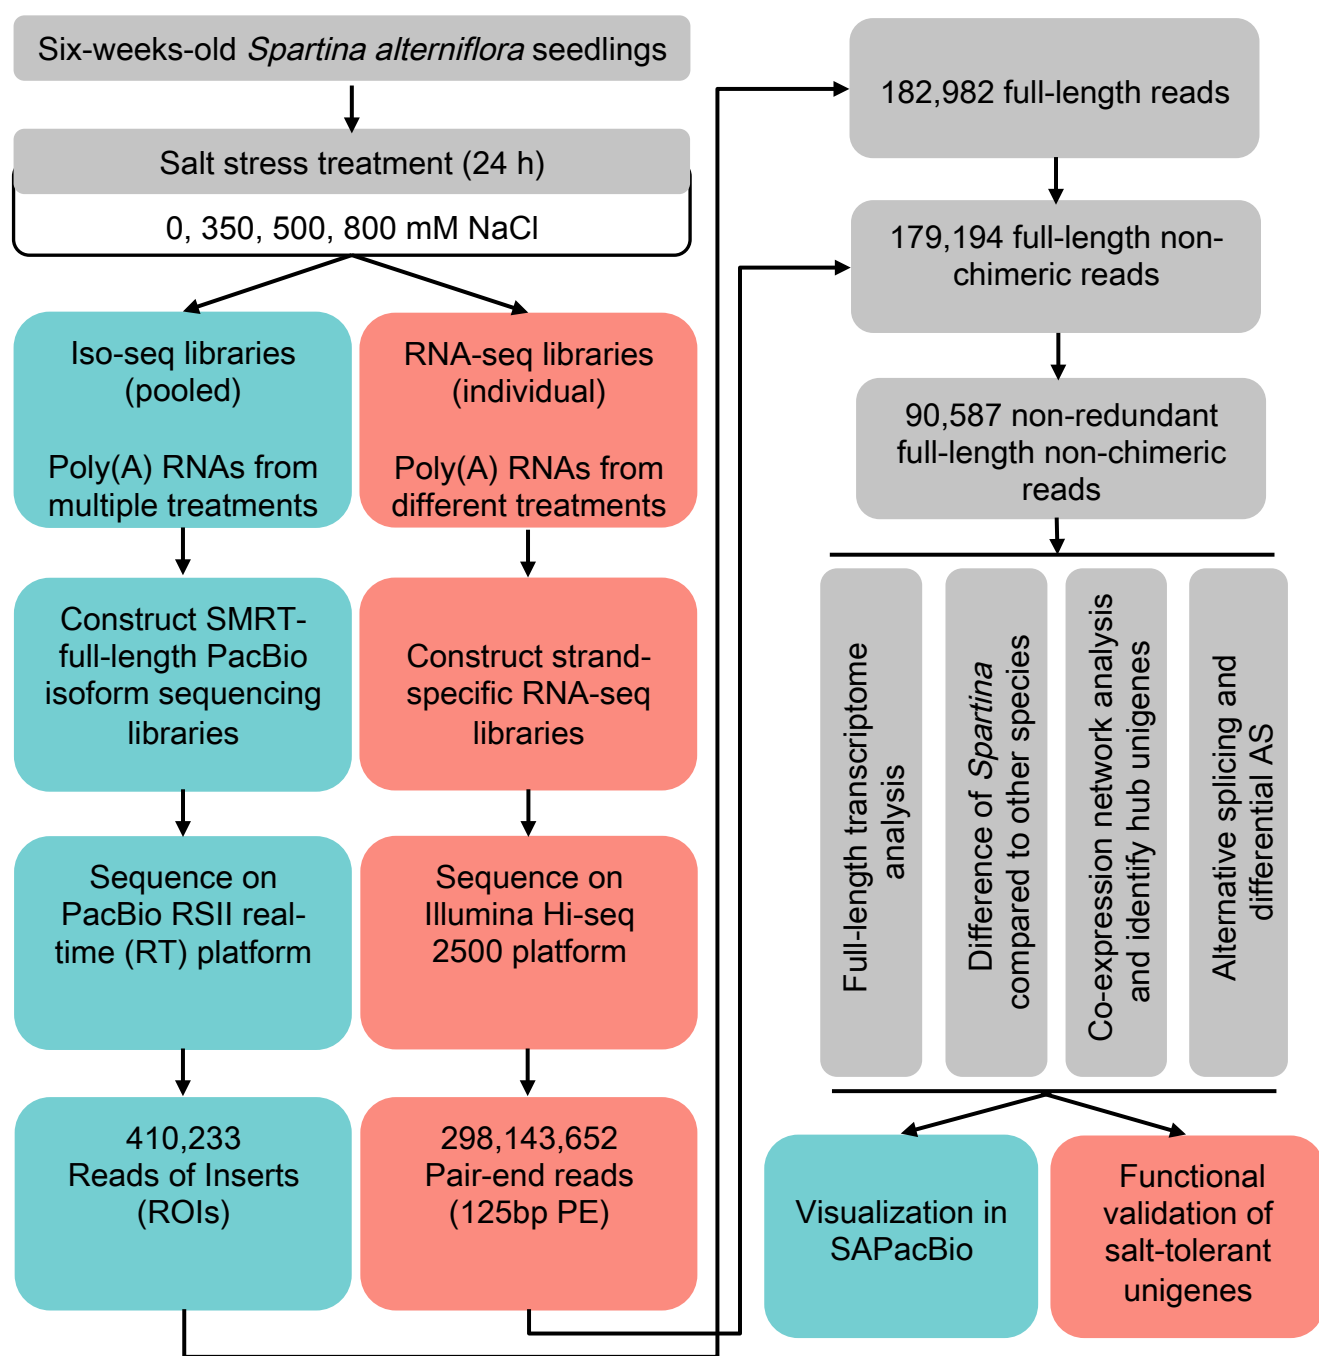 Six-weeks-old Spartina alterniflora seedlings
Salt stress treatment (24 h)
0, 350, 500, 800 mM NaCl
Iso-seq libraries
(pooled)
Poly(A) RNAs from
multiple treatments
RNA-seq libraries
(individual)
Poly(A) RNAs from
different treatments
Construct SMRT-
full-length PacBio
isoform sequencing
libraries
Construct strand-
specific RNA-seq
libraries
Sequence on
PacBio RSII real-
time (RT) platform
Sequence on
Illumina Hi-seq
2500 platform
410,233
Reads of Inserts
(ROIs)
298,143,652
Pair-end reads
(125bp PE)
182,982 full-length reads
179,194 full-length non-
chimeric reads
90,587 non-redundant
full-length non-chimeric
reads
Full-length transcriptome
analysis
Difference of Spartina
compared to other species
Co-expression network analysis
and identify hub unigenes
Alternative splicing and
differential AS
Visualization in
SAPacBio
Functional
validation of
salt-tolerant
unigenes